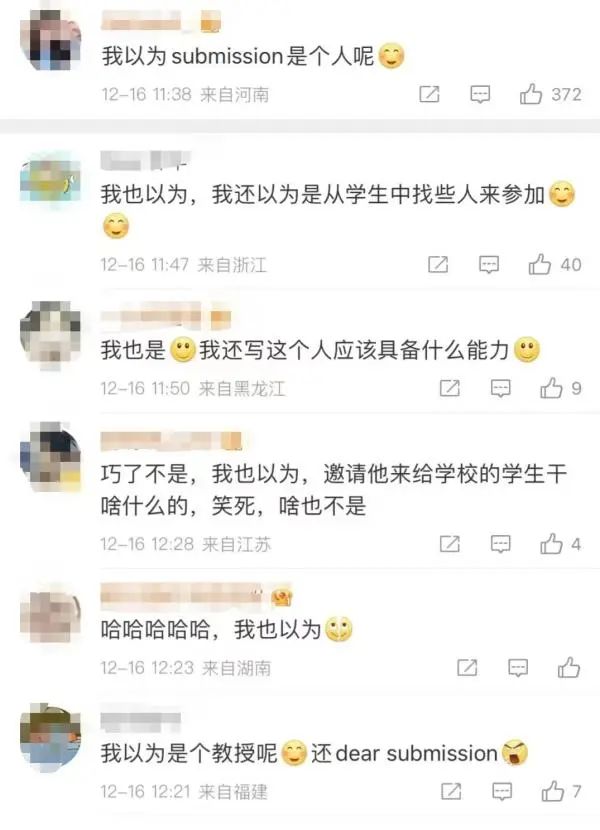 我以为submission是个人呢😊
12-16 11:38 来自河南
372
我也以为，我还以为是从学生中找些人来参加😊
😊
12-16 11:47 来自浙江
40
我也是🙂我还写这个人应该具备什么能力🙂
12-16 11:50 来自黑龙江
9
巧了不是，我也以为，邀请他来给学校的学生干
啥什么的，笑死，啥也不是
12-16 12:28 来自江苏
4
哈哈哈哈哈，我也以为
12-16 12:23 来自湖南
我以为是个教授呢😊还dear submission
12-16 12:21 来自福建
7